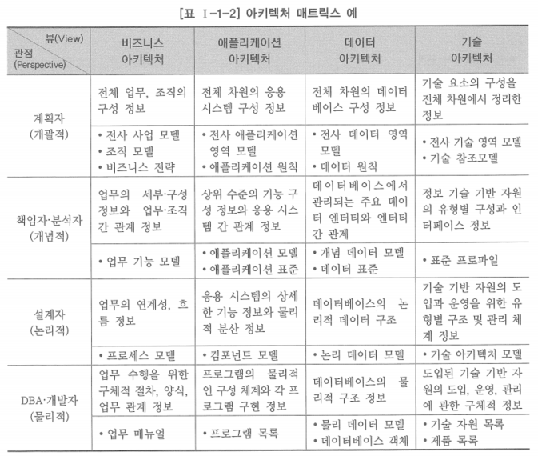 [표 Ⅰ-1-2] 아키텍처 매트릭스 예
뷰(View)
관점
(Perspective)
비즈니스
아키텍처
애플리케이션
아키텍처
데이터
아키텍처
기술
아키텍처
계획자
(개괄적)
전체 업무, 조직의
구성 정보
전체 차원의 응용
시스템 구성 정보
전체 차원의 데이터
베이스 구성 정보
기술 요소의 구성을
전체 차원에서 정리한
정보
• 전사 사업 모델
• 조직 모델
• 비즈니스 전략
• 전사 애플리케이션
영역 모델
• 애플리케이션 원칙
• 전사 데이터 영역
모델
• 데이터 원칙
• 전사 기술 영역 모델
• 기술 참조모델
책임자·분석자
(개념적)
업무의 세부 구성
정보와 업무·조직
간 관계 정보
상위 수준의 기능 구
성 정보의 응용 시스
템 간 관계 정보
데이터베이스에서
관리되는 주요 데이
터 엔터티와 엔터티
간 관계
정보 기술 기반 자원
의 유형별 구성과 인
터페이스 정보
• 업무 기능 모델
• 애플리케이션 모델
• 애플리케이션 표준
• 개념 데이터 모델
• 데이터 표준
• 표준 프로파일
설계자
(논리적)
업무의 연계성, 흐
름 정보
응용 시스템의 상세
한 기능 정보와 물리
적 분산 정보
데이터베이스의 논
리적 데이터 구조
기술 기반 자원의 도
입과 운영을 위한 유
형별 구조 및 관리 체
계 정보
• 프로세스 모델
• 컴포넌트 모델
• 논리 데이터 모델
• 기술 아키텍처 모델
DBA·개발자
(물리적)
업무 수행을 위한
구체적 절차, 양식,
업무 관계 정보
프로그램의 물리적
인 구성 체계와 각 프
로그램 구현 정보
데이터베이스의 물
리적 구조 정보
도입된 기술 기반 자
원의 도입, 운영, 관리
에 관한 구체적 정보
• 업무 매뉴얼
• 프로그램 목록
• 물리 데이터 모델
• 데이터베이스 객체
• 기술 자원 목록
• 제품 목록